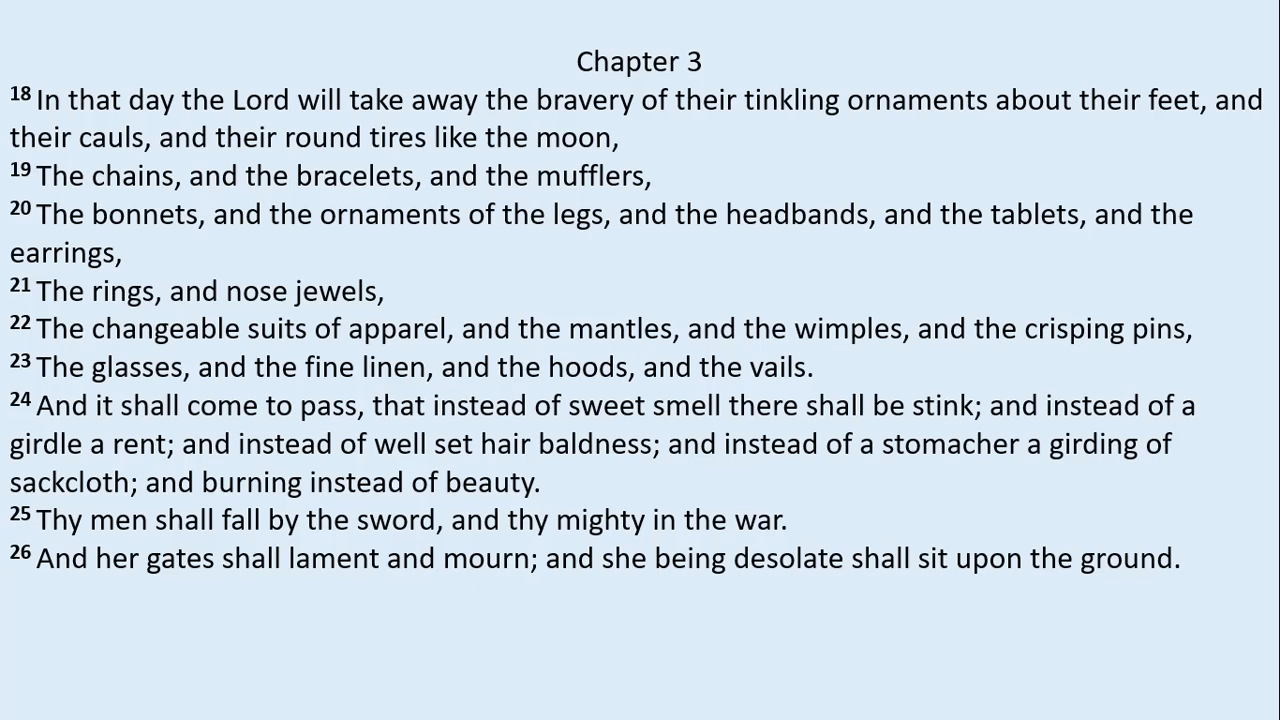 Chapter 3
18 In that day the Lord will take away the bravery of their tinkling ornaments about their feet, and
their cauls, and their round tires like the moon,
19 The chains, and the bracelets, and the mufflers,
20 The bonnets, and the ornaments of the legs, and the headbands, and the tablets, and the
earrings,
21 The rings, and nose jewels,
22 The changeable suits of apparel, and the mantles, and the wimples, and the crisping pins,
23 The glasses, and the fine linen, and the hoods, and the vails.
24 And it shall come to pass, that instead of sweet smell there shall be stink; and instead of a
girdle a rent; and instead of well set hair baldness; and instead of a stomacher a girding of
sackcloth; and burning instead of beauty.
25 Thy men shall fall by the sword, and thy mighty in the war.
26 And her gates shall lament and mourn; and she being desolate shall sit upon the ground.